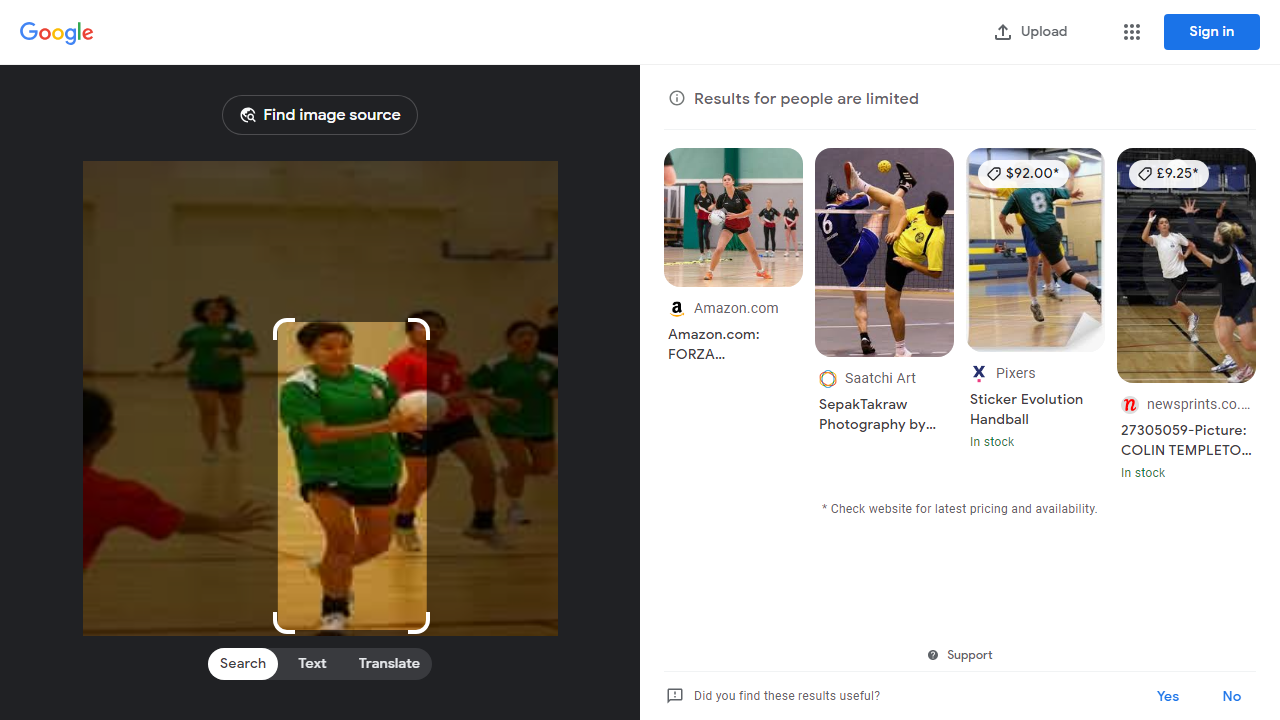 Google
Upload
Sign in
Find image source
Search
Text
Translate
Results for people are limited
Amazon.com
Amazon.com:
FORZA...
6
Saatchi Art
SepakTakraw
Photography by...
$92.00*
8
Pixers
Sticker Evolution
Handball
In stock
£9.25*
newsprints.co....
27305059-Picture:
COLIN TEMPLETO...
In stock
* Check website for latest pricing and availability.
Support
Did you find these results useful?
Yes
No